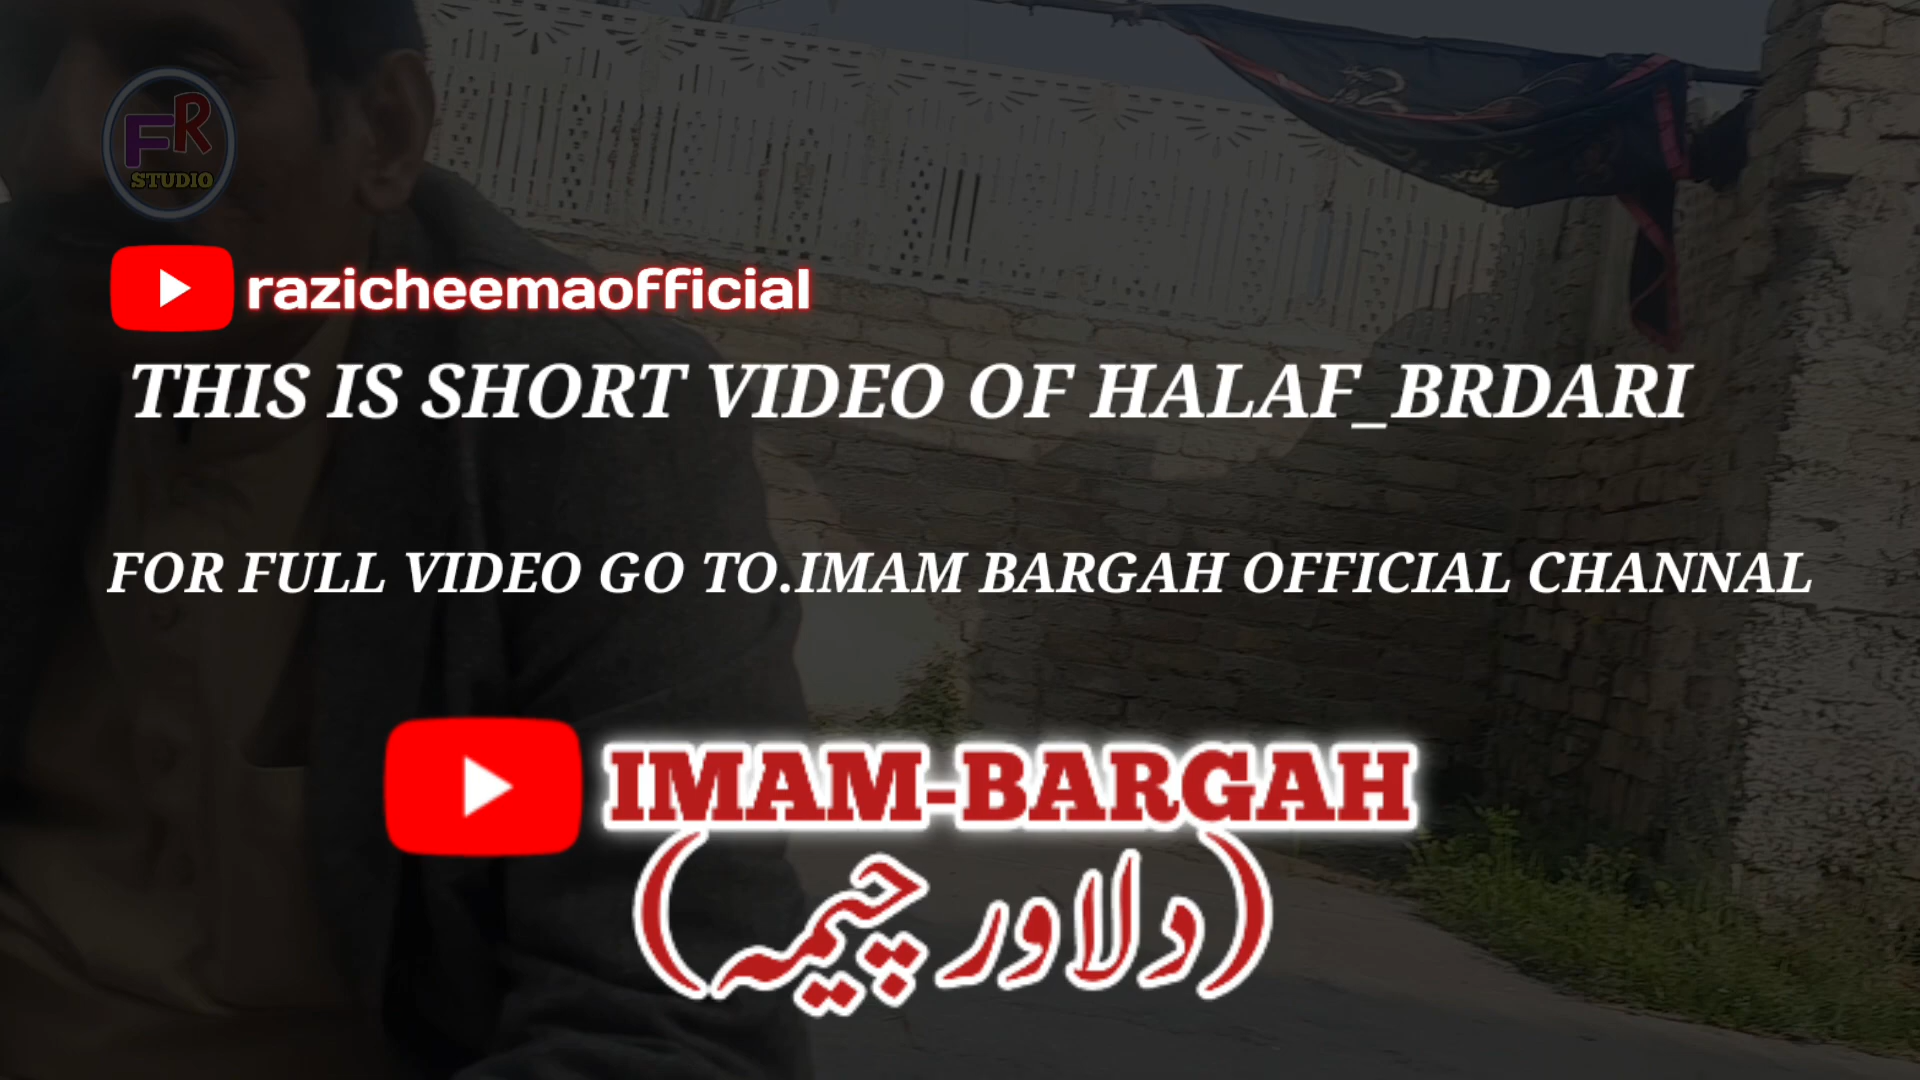 FR
STUDIO
razicheemaofficial
THIS IS SHORT VIDEO OF HALAF_BRDARI
FOR FULL VIDEO GO TO.IMAM BARGAH OFFICIAL CHANNAL
IMAM-BARGAH
(دلاور چیمہ)